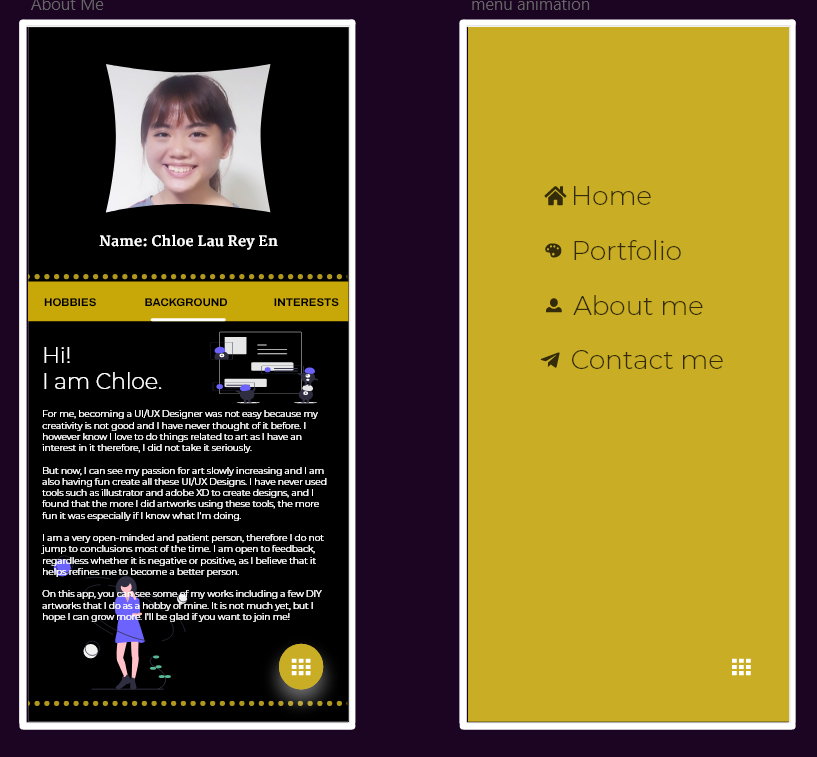 About Me
menu animation
Name: Chloe Lau Rey En
HOBBIES BACKGROUND INTERESTS
Hi!
I am Chloe.
For me, becoming a UI/UX Designer was not easy because my
creativity is not good and I have never thought of it before. I
however know I love to do things related to art as I have an
interest in it therefore, I did not take it seriously.
But now, I can see my passion for art slowly increasing and I am
also having fun create all these UI/UX Designs. I have never used
tools such as illustrator and adobe XD to create designs, and I
found that the more I did artworks using these tools, the more
fun it was especially if I know what I'm doing.
I am a very open-minded and patient person, therefore I do not
jump to conclusions most of the time. I am open to feedback,
regardless whether it is negative or positive, as I believe that it
helps refines me to become a better person.
On this app, you can see some of my works including a few DIY
artworks that I do as a hobby of mine. It is not much yet, but I
hope I can grow more. I'll be glad if you want to join me!
Home
Portfolio
About me
Contact me